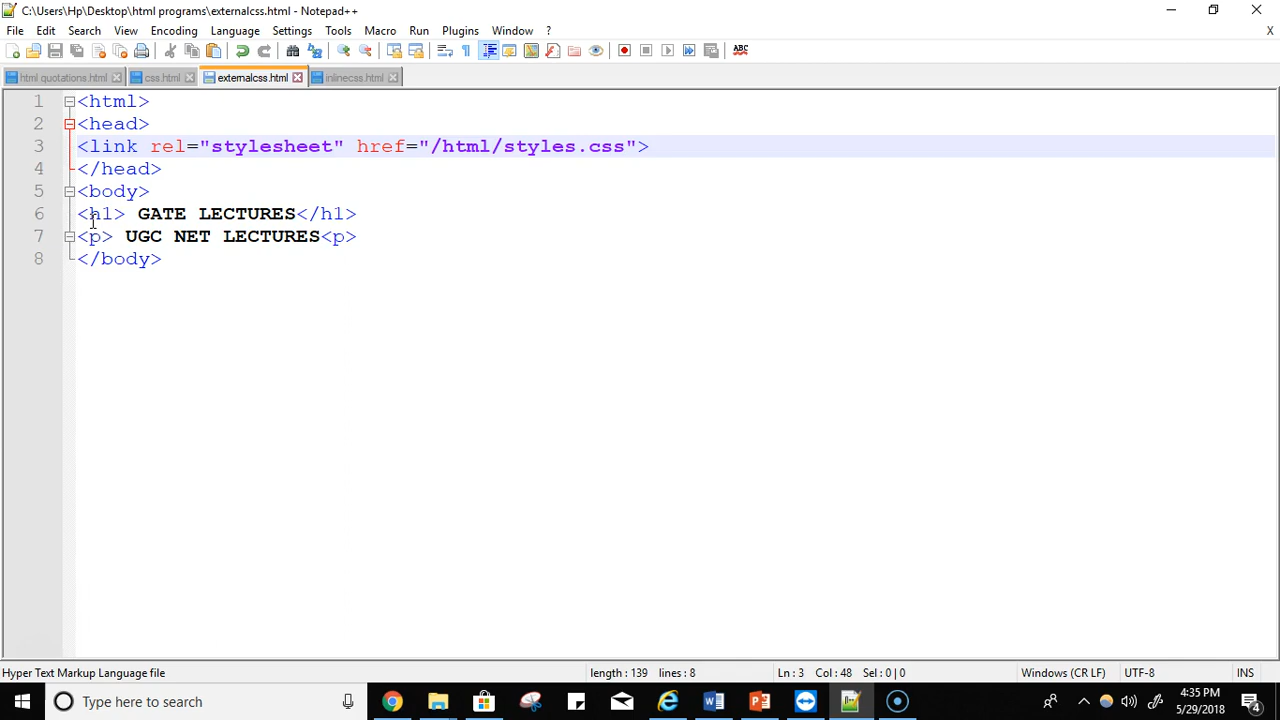 C:\Users\Hp\Desktop\html programs\externalcss.html - Notepad++
File Edit Search View Encoding Language Settings Tools Macro Run Plugins Window ? X
ABC
html quotations.html css.html externalcss.html inlinecss.html
1 <html>
2 <head>
3 <link rel="stylesheet" href="/html/styles.css">
4 </head>
5 <body>
6 <h1> GATE LECTURES</h1>
7 <p> UGC NET LECTURES<p>
8 </body>
Hyper Text Markup Language file length : 139 lines : 8 Ln : 3 Col : 48 Sel : 0 | 0 Windows (CR LF) UTF-8 INS
Type here to search
4:35 PM
5/29/2018
4